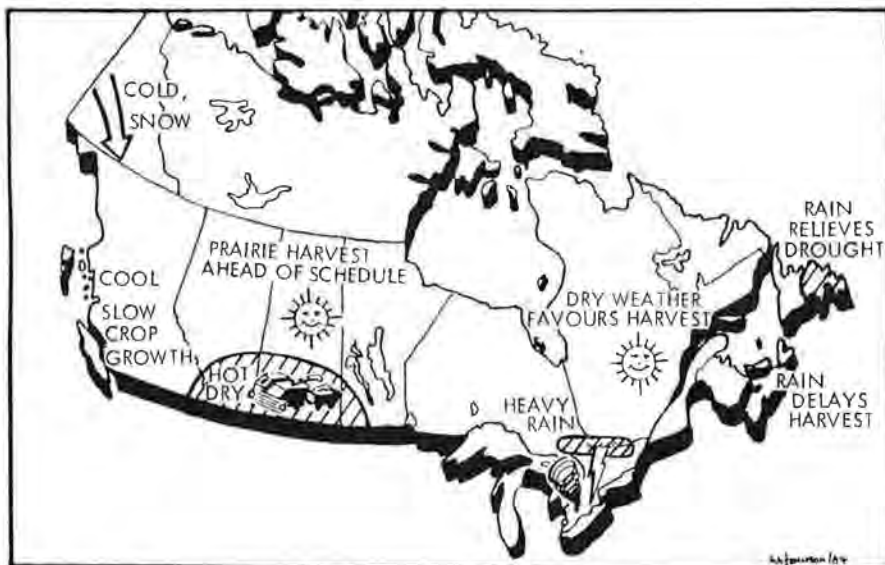 COLD,
SNOW
PRAIRIE HARVEST
AHEAD OF SCHEDULE
COOL
SLOW
CROP
GROWTH
HOT
DRY
DRY WEATHER
FAVOURS HARVEST
HEAVY
RAIN
RAIN
RELIEVES
DROUGHT
RAIN
DELAYS
HARVEST